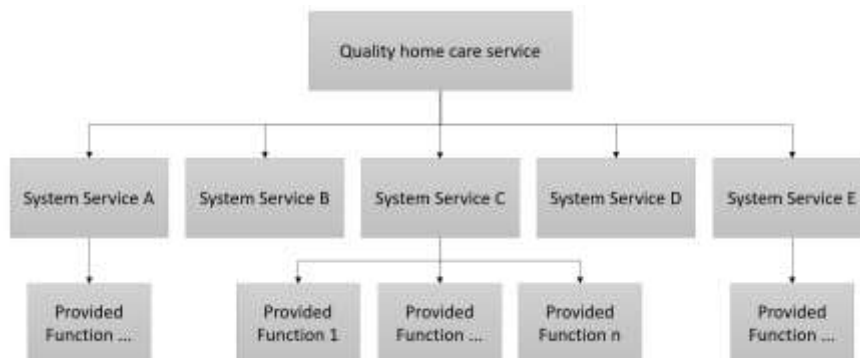 Quality home care service
System Service A
System Service B
System Service C
System Service D
System Service E
Provided
Function ...
Provided
Function 1
Provided
Function ...
Provided
Function n
Provided
Function ...